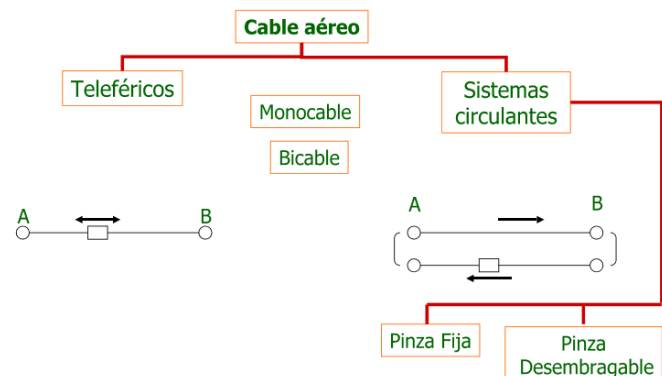 Cable aéreo
Teleféricos
Sistemas
circulantes
Monocable
Bicable
A
B
A
B
Pinza Fija
Pinza
Desembragable